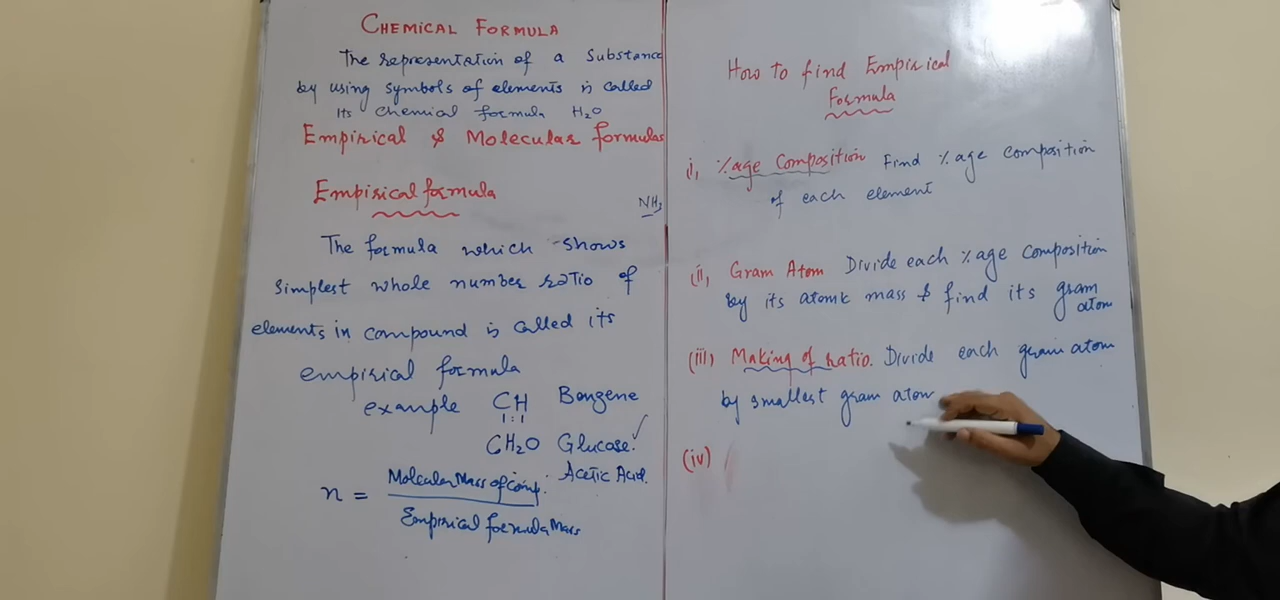 CHEMICAL FORMULA
The representation of a Substance
by using symbols of elements is called
its chemical formula H₂O
Empirical & Molecular formulas
Empirical formula
NH₃
The formula which shows
simplest whole number ratio of
elements in compound is called its
empirical formula
example CH Benzene
1:1
CH₂O Glucose ✓
Acetic Acid.
n = Molecular Mass of Comp.
Empirical formula Mass
How to find Empirical
Formula
i, %age Composition Find %age composition
of each element
(ii, Gram Atom Divide each %age composition
by its atomic mass & find its gram
atom
(iii) Making of ratio. Divide each gram atom
by smallest gram atom
(iv)